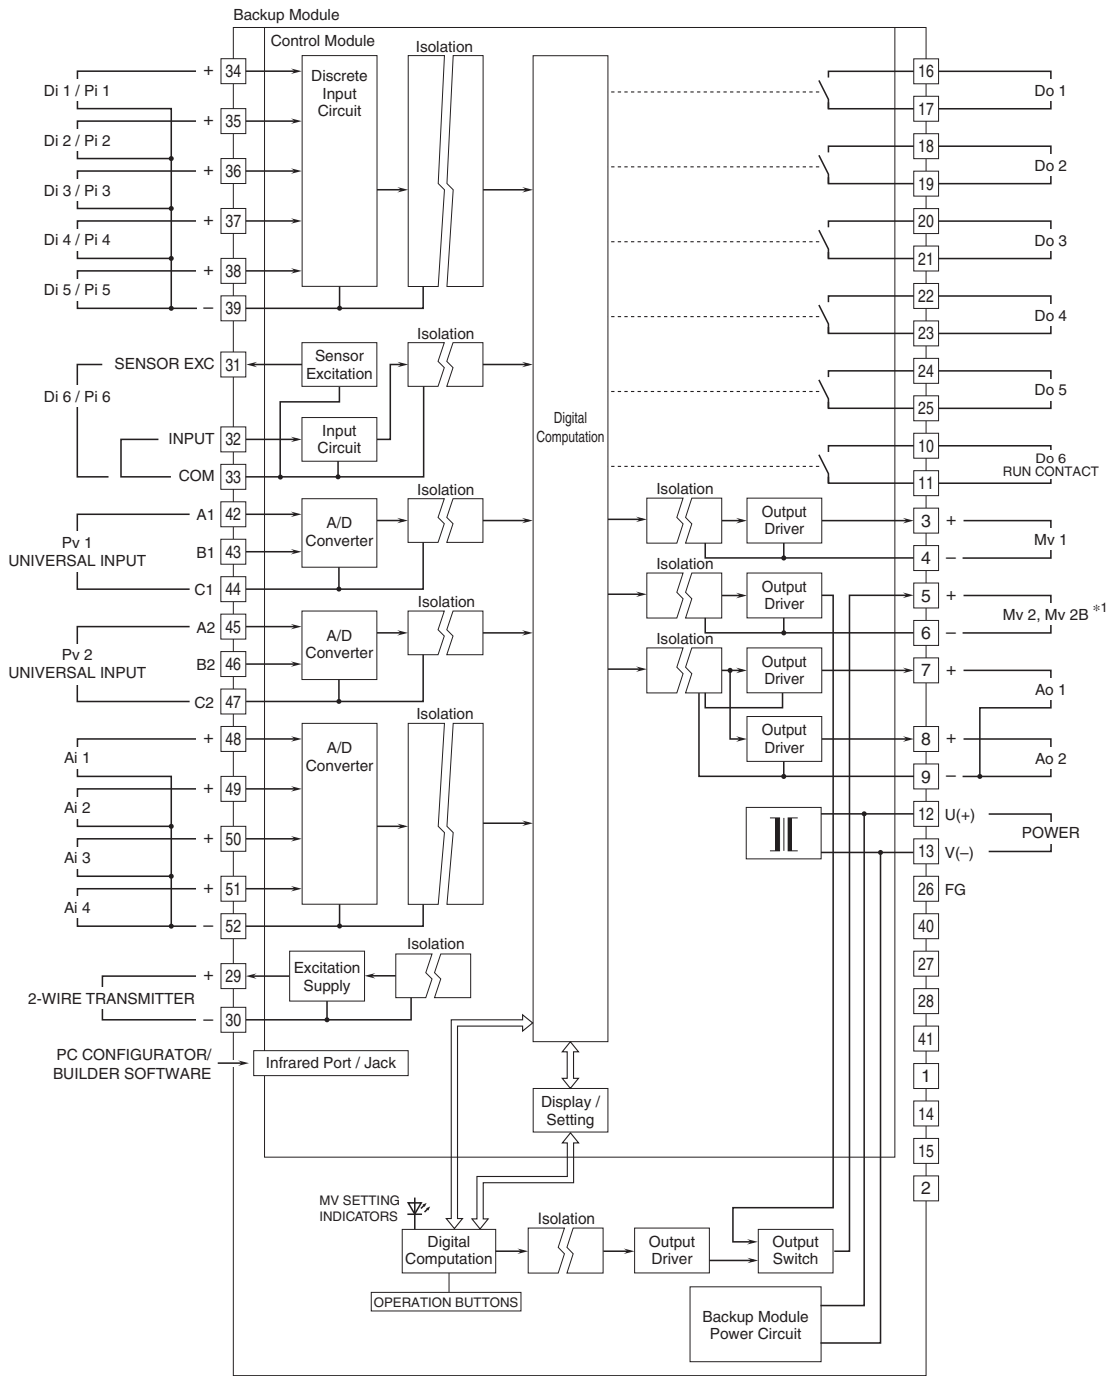 Backup Module
Control Module
Isolation
Di 1 / Pi 1
Di 2 / Pi 2
Di 3 / Pi 3
Di 4 / Pi 4
Di 5 / Pi 5
+ 34
+ 35
+ 36
+ 37
+ 38
– 39
Discrete
Input
Circuit
Isolation
SENSOR EXC 31
Sensor
Excitation
Di 6 / Pi 6
INPUT 32
Input
Circuit
COM 33
Isolation
Pv 1
UNIVERSAL INPUT
A1 42
B1 43
C1 44
A/D
Converter
Isolation
Pv 2
UNIVERSAL INPUT
A2 45
B2 46
C2 47
A/D
Converter
Isolation
Ai 1
Ai 2
Ai 3
Ai 4
+ 48
+ 49
+ 50
+ 51
– 52
A/D
Converter
Isolation
2-WIRE TRANSMITTER
+ 29
– 30
Excitation
Supply
PC CONFIGURATOR/
BUILDER SOFTWARE
Infrared Port / Jack
Digital
Computation
Display /
Setting
16
17
Do 1
18
19
Do 2
20
21
Do 3
22
23
Do 4
24
25
Do 5
10
11
Do 6
RUN CONTACT
Isolation
Output
Driver
3 +
4 –
Mv 1
Isolation
Output
Driver
5 +
6 –
Mv 2, Mv 2B *1
Isolation
Output
Driver
7 +
Ao 1
Output
Driver
8 +
9 –
Ao 2
12 U(+)
13 V(–)
POWER
26 FG
40
27
28
41
1
14
15
2
MV SETTING
INDICATORS
Digital
Computation
OPERATION BUTTONS
Isolation
Output
Driver
Output
Switch
Backup Module
Power Circuit